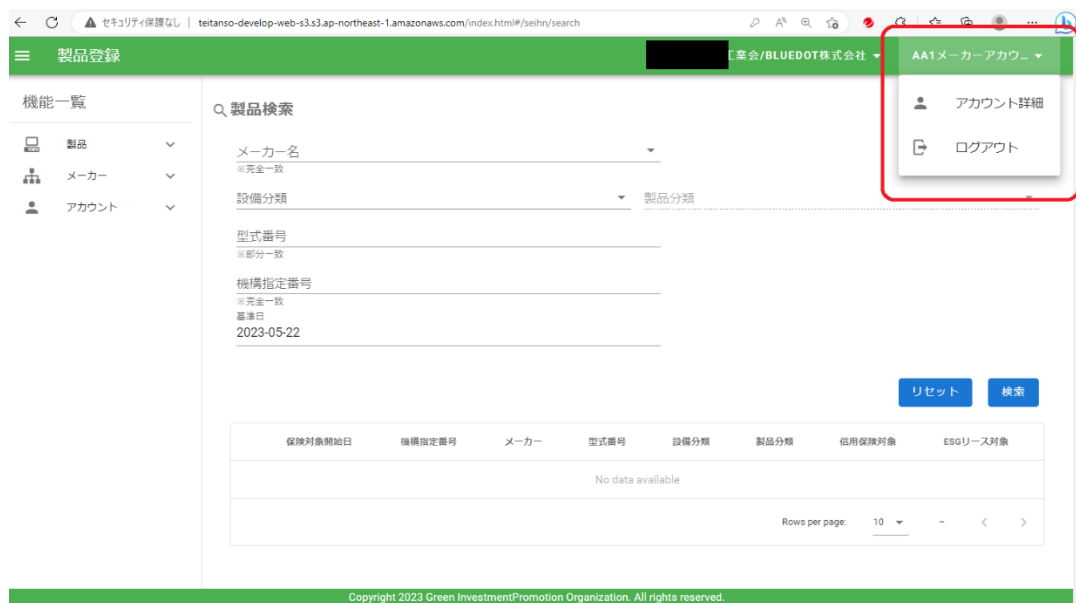 セキュリティ保護なし | teitanso-develop-web-s3.s3.ap-northeast-1.amazonaws.com/index.html#/seihn/search
製品登録
工業会/BLUEDOT株式会社
AA1メーカーアカウ…
アカウント詳細
ログアウト
機能一覧
製品
メーカー
アカウント
製品検索
メーカー名
※完全一致
設備分類 製品分類
型式番号
※部分一致
機構指定番号
※完全一致
基準日
2023-05-22
リセット 検索
保険対象開始日 機構指定番号 メーカー 型式番号 設備分類 製品分類 信用保険対象 ESGリース対象
No data available
Rows per page: 10 –
Copyright 2023 Green InvestmentPromotion Organization. All rights reserved.